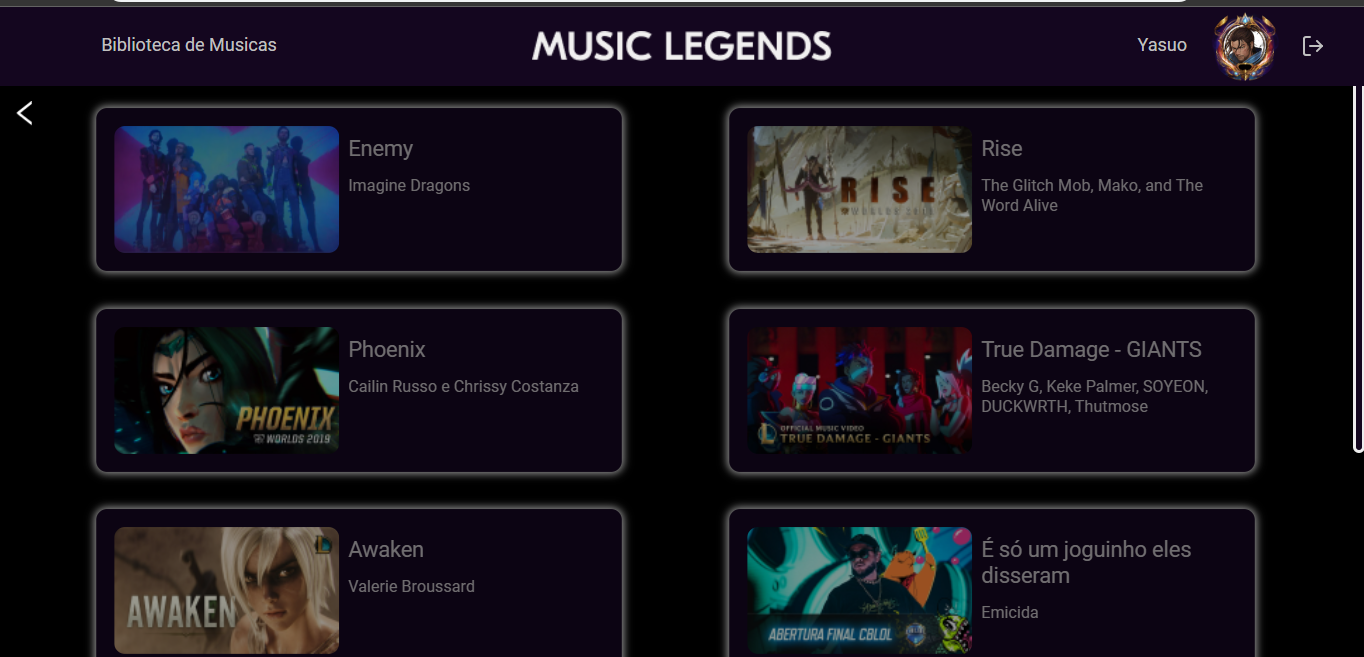 Biblioteca de Musicas
MUSIC LEGENDS
Yasuo
Enemy
Imagine Dragons
RISE
WORLDS 2018
Rise
The Glitch Mob, Mako, and The
Word Alive
PHOENIX
WORLDS 2019
Phoenix
Cailin Russo e Chrissy Costanza
OFFICIAL MUSIC VIDEO
TRUE DAMAGE - GIANTS
True Damage - GIANTS
Becky G, Keke Palmer, SOYEON,
DUCKWRTH, Thutmose
AWAKEN
L
Awaken
Valerie Broussard
ABERTURA FINAL CBLOL
É só um joguinho eles
disseram
Emicida